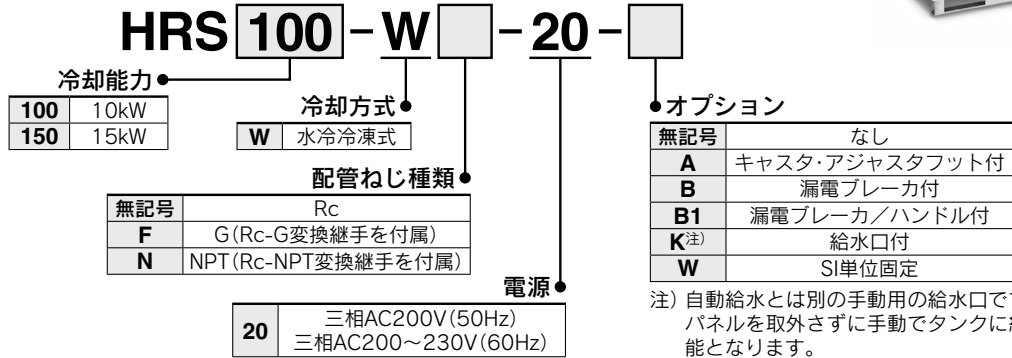 HRS 100 - W - 20 -
冷却能力
100 10kW
150 15kW
冷却方式
W 水冷冷凍式
配管ねじ種類
無記号 Rc
F G(Rc-G変換継手を付属)
N NPT(Rc-NPT変換継手を付属)
電源
20 三相AC200V(50Hz)
三相AC200~230V(60Hz)
オプション
無記号 なし
A キャスタ・アジャスタフット付
B 漏電ブレーカ付
B1 漏電ブレーカ/ハンドル付
K注) 給水口付
W SI単位固定
注) 自動給水とは別の手動用の給水口で
パネルを取外さずに手動でタンクに
能となります。